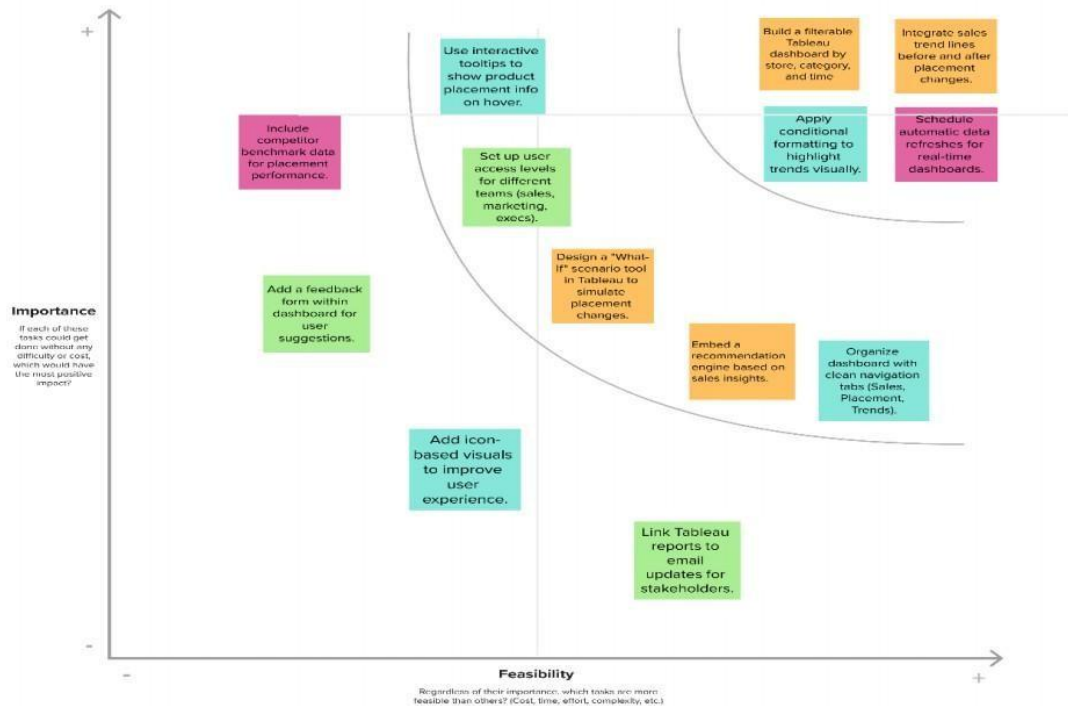 +
Use interactive
tooltips to
show product
placement info
on hover.
Build a filterable
Tableau
dashboard by
store, category,
and time
Integrate sales
trend lines
before and after
placement
changes.
Include
competitor
benchmark data
for placement
performance.
Set up user
access levels
for different
teams (sales,
marketing,
execs).
Apply
conditional
formatting to
highlight
trends visually.
Schedule
automatic data
refreshes for
real-time
dashboards.
Add a feedback
form within
dashboard for
user
suggestions.
Design a "What-
If" scenario tool
in Tableau to
simulate
placement
changes.
Embed a
recommendation
engine based on
sales insights.
Organize
dashboard with
clean navigation
tabs (Sales,
Placement,
Trends).
Importance
If each of these
tasks could get
done without any
difficulty or cost,
which would have
the most positive
impact?
Add icon-
based visuals
to improve
user
experience.
Link Tableau
reports to
email
updates for
stakeholders.
-
-
Feasibility
+
Regardless of their importance, which tasks are more
feasible than others? (Cost, time, effort, complexity, etc.)